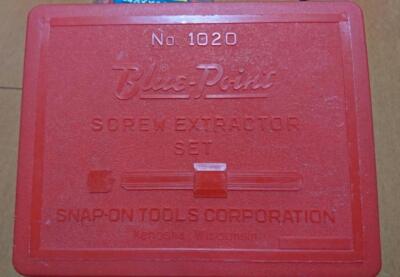 No. 1020
Blue-Point
SCREW EXTRACTOR
SET
SNAP-ON TOOLS CORPORATION
Kenosha, Wisconsin